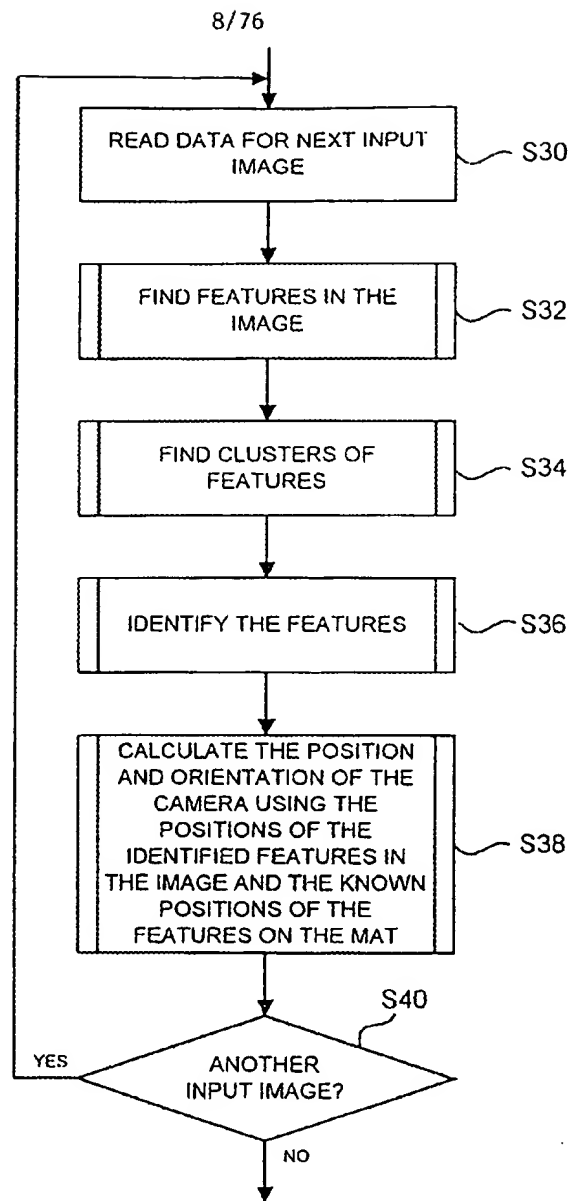 8/76
READ DATA FOR NEXT INPUT
IMAGE
S30
FIND FEATURES IN THE
IMAGE
S32
FIND CLUSTERS OF
FEATURES
S34
IDENTIFY THE FEATURES
S36
CALCULATE THE POSITION
AND ORIENTATION OF THE
CAMERA USING THE
POSITIONS OF THE
IDENTIFIED FEATURES IN
THE IMAGE AND THE KNOWN
POSITIONS OF THE
FEATURES ON THE MAT
S38
S40
YES
ANOTHER
INPUT IMAGE?
NO